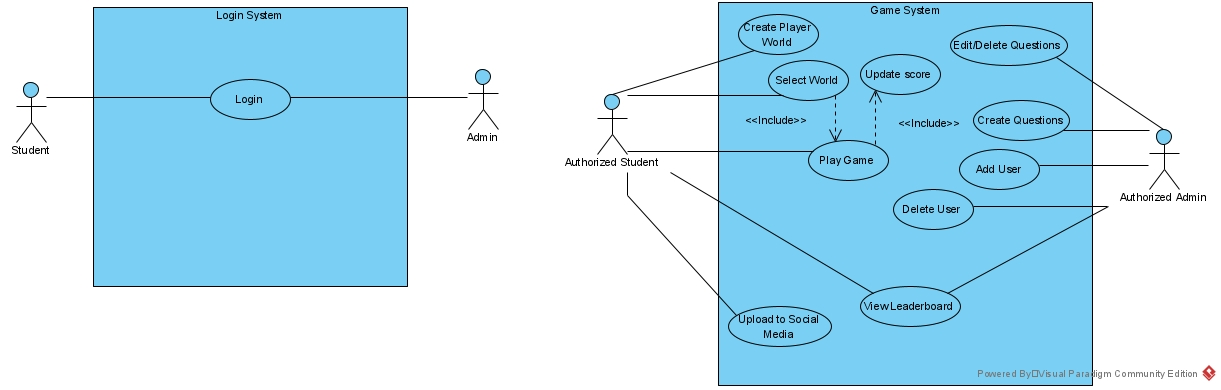 Login System
Login
Student
Admin
Game System
Create Player
World
Edit/Delete Questions
Select World
Update score
<<Include>>
<<Include>>
Create Questions
Authorized Student
Play Game
Add User
Authorized Admin
Delete User
View Leaderboard
Upload to Social
Media
Powered By□Visual Paradigm Community Edition